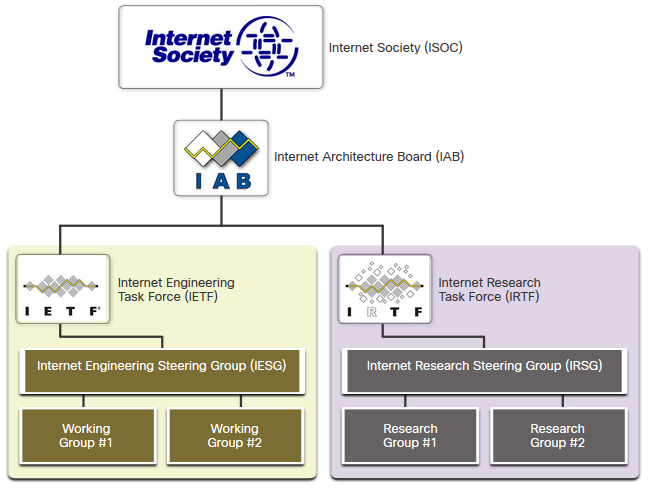 Internet
Society
TM
Internet Society (ISOC)
IAB
Internet Architecture Board (IAB)
IETF®
Internet Engineering
Task Force (IETF)
IRTF
Internet Research
Task Force (IRTF)
Internet Engineering Steering Group (IESG)
Internet Research Steering Group (IRSG)
Working
Group #1
Working
Group #2
Research
Group #1
Research
Group #2